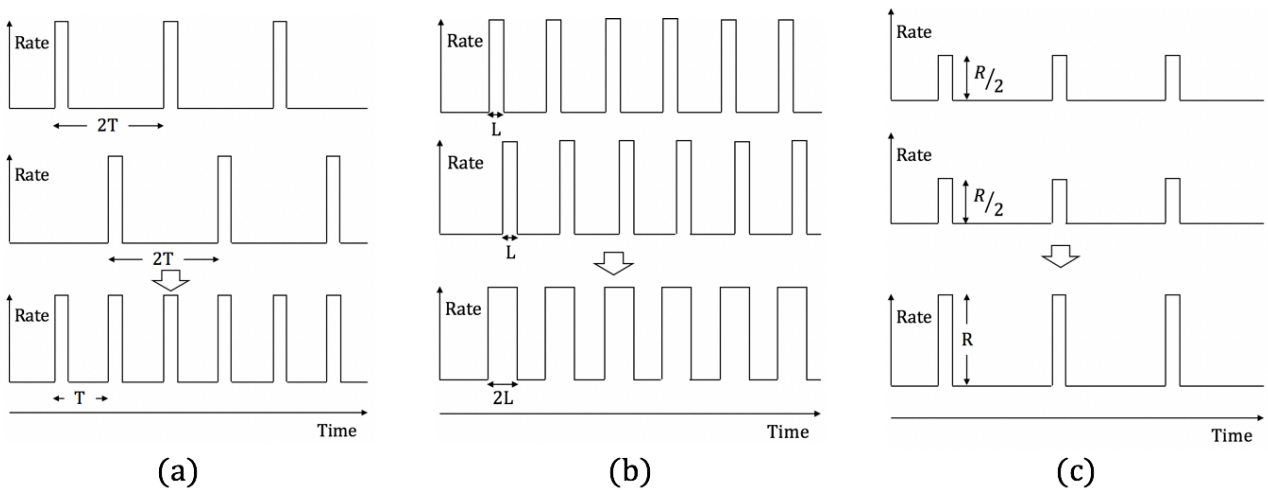 Rate
2T
Rate
2T
Rate
T
Time
(a)
Rate
L
Rate
L
Rate
2L
Time
(b)
Rate
R/2
Rate
R/2
Rate
R
Time
(c)